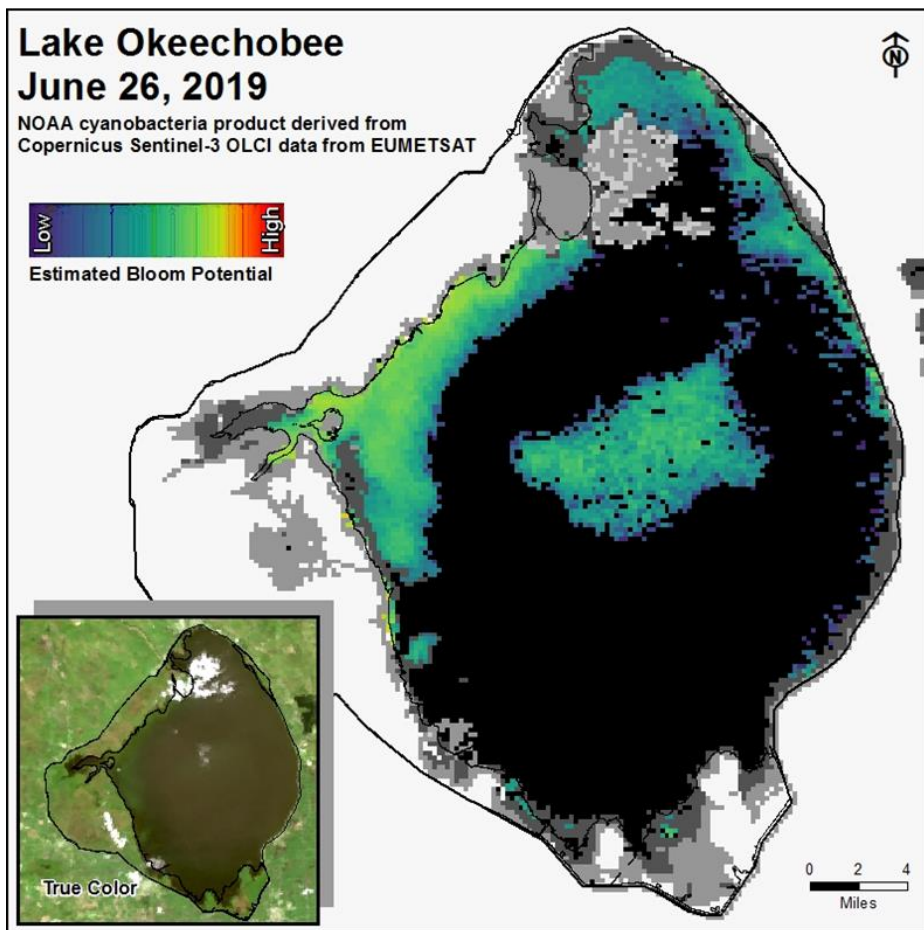 Lake Okeechobee
June 26, 2019
NOAA cyanobacteria product derived from
Copernicus Sentinel-3 OLCI data from EUMETSAT
N
Low
High
Estimated Bloom Potential
True Color
0 2 4
Miles